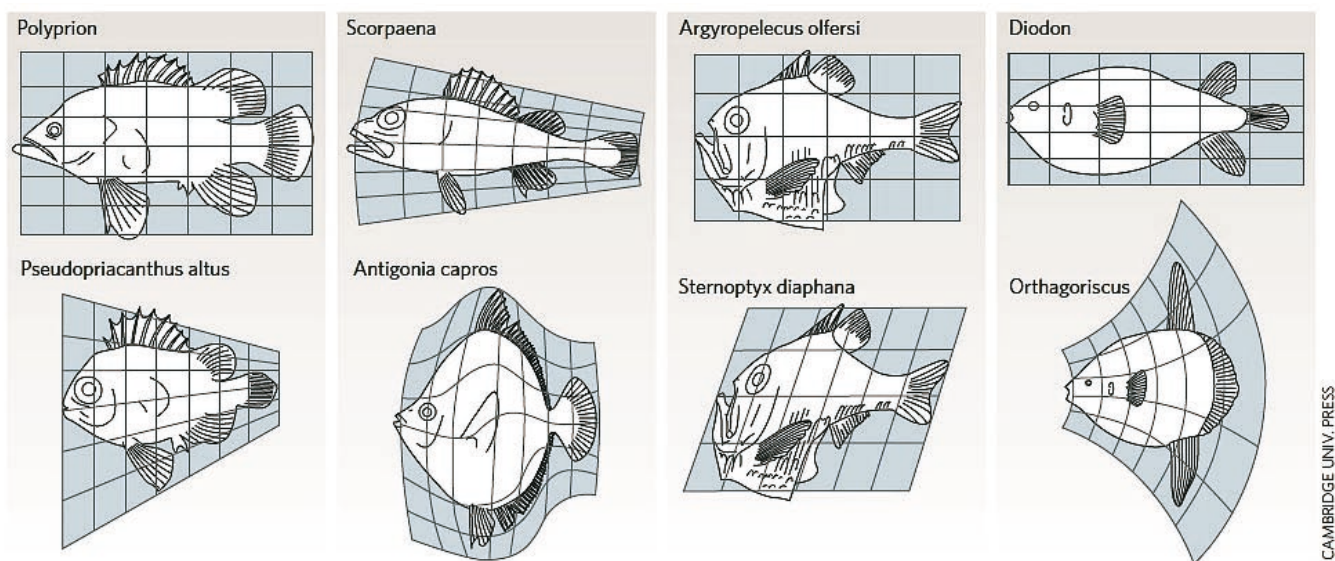 Polyprion
Scorpaena
Argyropelecus olfersi
Diodon
Pseudopriacanthus altus
Antigonia capros
Sternoptyx diaphana
Orthagoriscus
CAMBRIDGE UNIV. PRESS